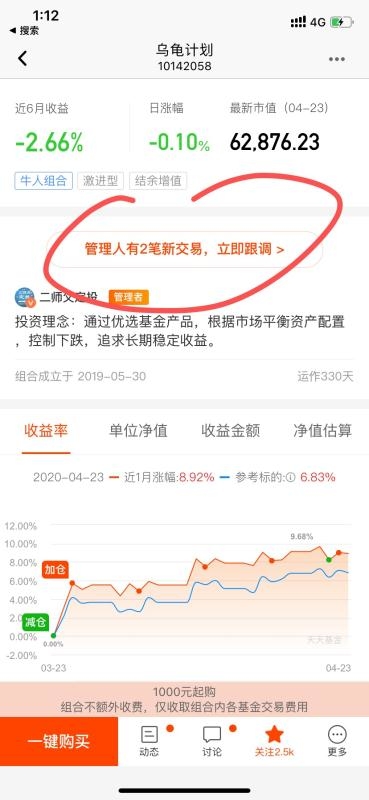 1:12
4G
◀ 搜索
乌龟计划
10142058
近6月收益
日涨幅
最新市值（04-23）
-2.66%
-0.10%
62,876.23
牛人组合
激进型
结余增值
管理人有2笔新交易，立即跟调 >
二师父定投
管理者
投资理念：通过优选基金产品，根据市场平衡资产配置
，控制下跌，追求长期稳定收益。
组合成立于 2019-05-30
运作330天
收益率
单位净值
收益金额
净值估算
2020-04-23
近1月涨幅:8.92%
参考标的:
6.83%
12.00%
10.00%
9.68%
8.00%
加仓
6.00%
4.00%
2.00%
减仓
0.00%
0.00%
天天基金
-2.00%
03-23
04-23
1000元起购
组合不额外收费，仅收取组合内各基金交易费用
一键购买
动态
讨论
关注2.5k
更多